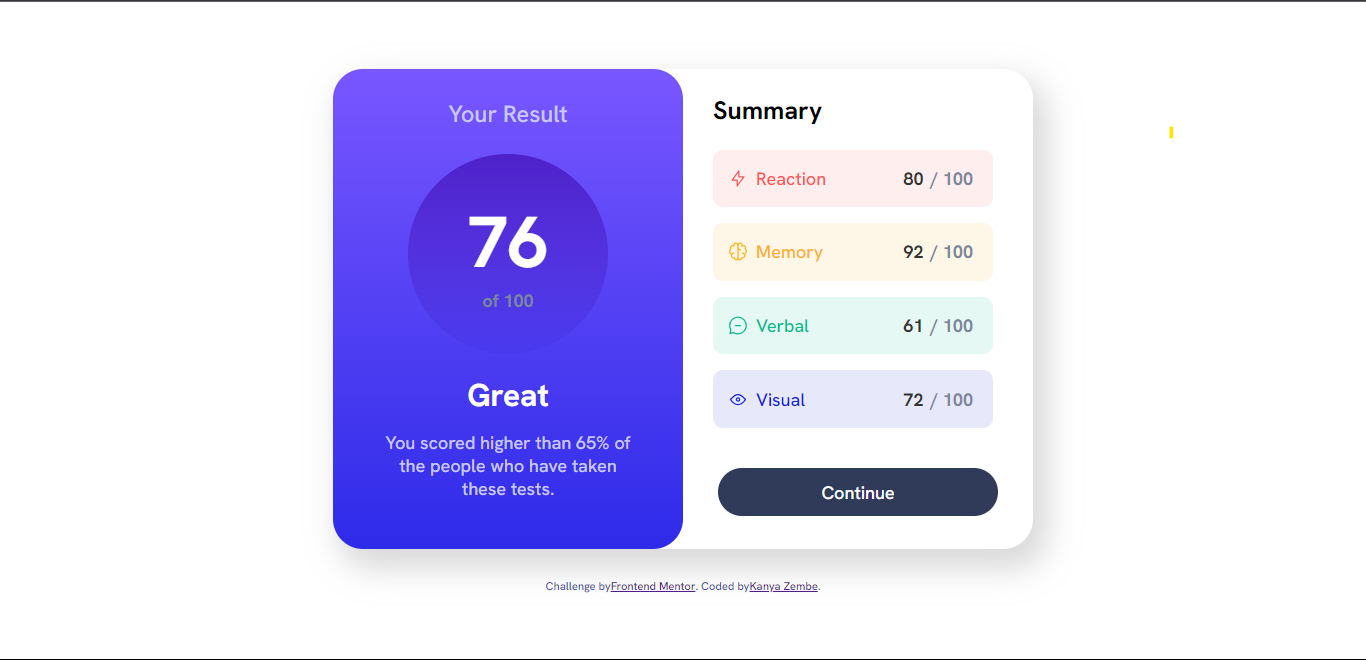 Your Result
76
of 100
Great
You scored higher than 65% of
the people who have taken
these tests.
Summary
Reaction 80 / 100
Memory 92 / 100
Verbal 61 / 100
Visual 72 / 100
Continue
Challenge byFrontend Mentor. Coded byKanya Zembe.